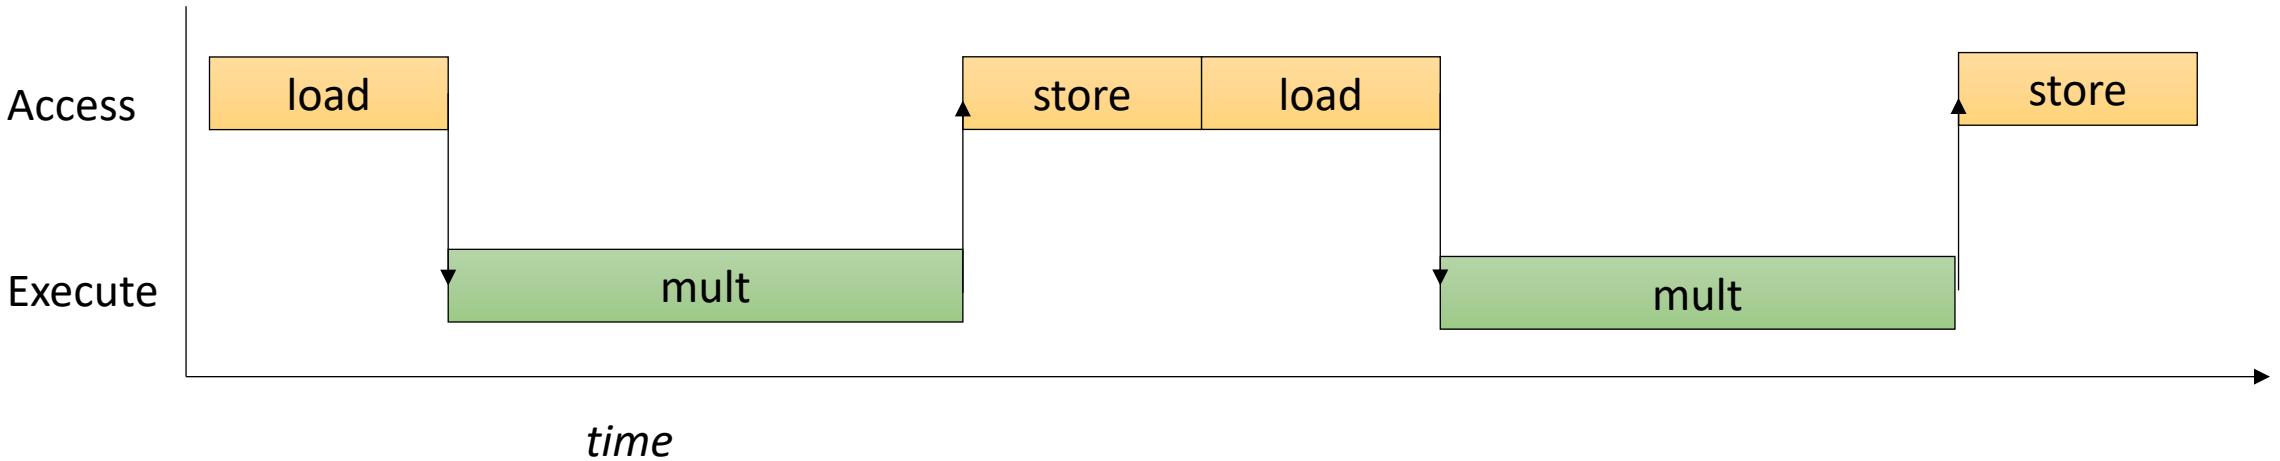 Access
load
store
load
store
Execute
mult
mult
time